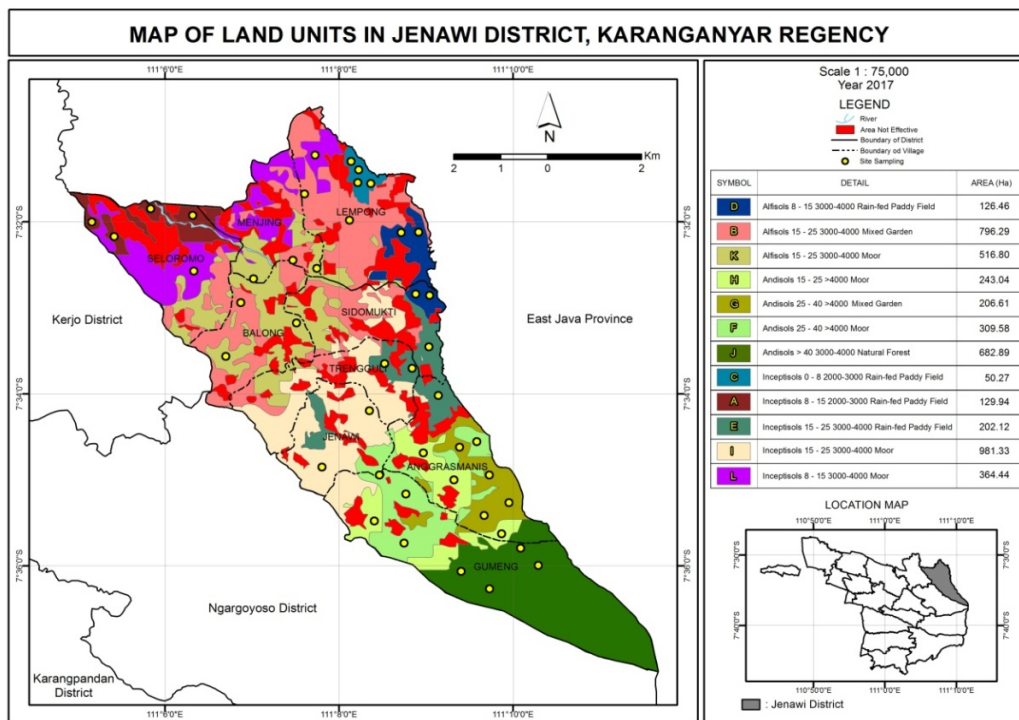 MAP OF LAND UNITS IN JENAWI DISTRICT, KARANGANYAR REGENCY
111°6'0"E 111°8'0"E 111°10'0"E
N
2 1 0 2 Km
7°32'0"S 7°32'0"S
7°34'0"S 7°34'0"S
7°36'0"S 7°36'0"S
LEMPONG
MENJING
SELOROMO
SIDOMUKTI
Kerjo District
East Java Province
BALONG
TRENGGULI
JENAWI
ANGGRASMANIS
GUMENG
Ngargoyoso District
Karangpandan
District
111°6'0"E 111°8'0"E 111°10'0"E
Scale 1 : 75,000
Year 2017
LEGEND
River
Area Not Effective
Boundary of District
Boundary od Village
Site Sampling
SYMBOL DETAIL AREA (Ha)
D Alfisols 8 - 15 3000-4000 Rain-fed Paddy Field 126.46
B Alfisols 15 - 25 3000-4000 Mixed Garden 796.29
K Alfisols 15 - 25 3000-4000 Moor 516.80
H Andisols 15 - 25 >4000 Moor 243.04
G Andisols 25 - 40 >4000 Mixed Garden 206.61
F Andisols 25 - 40 >4000 Moor 309.58
J Andisols > 40 3000-4000 Natural Forest 682.89
C Inceptisols 0 - 8 2000-3000 Rain-fed Paddy Field 50.27
A Inceptisols 8 - 15 2000-3000 Rain-fed Paddy Field 129.94
E Inceptisols 15 - 25 3000-4000 Rain-fed Paddy Field 202.12
I Inceptisols 15 - 25 3000-4000 Moor 981.33
L Inceptisols 8 - 15 3000-4000 Moor 364.44
LOCATION MAP
110°50'0"E 111°0'0"E 111°10'0"E
7°30'0"S 7°30'0"S
7°40'0"S 7°40'0"S
110°50'0"E 111°0'0"E 111°10'0"E
: Jenawi District